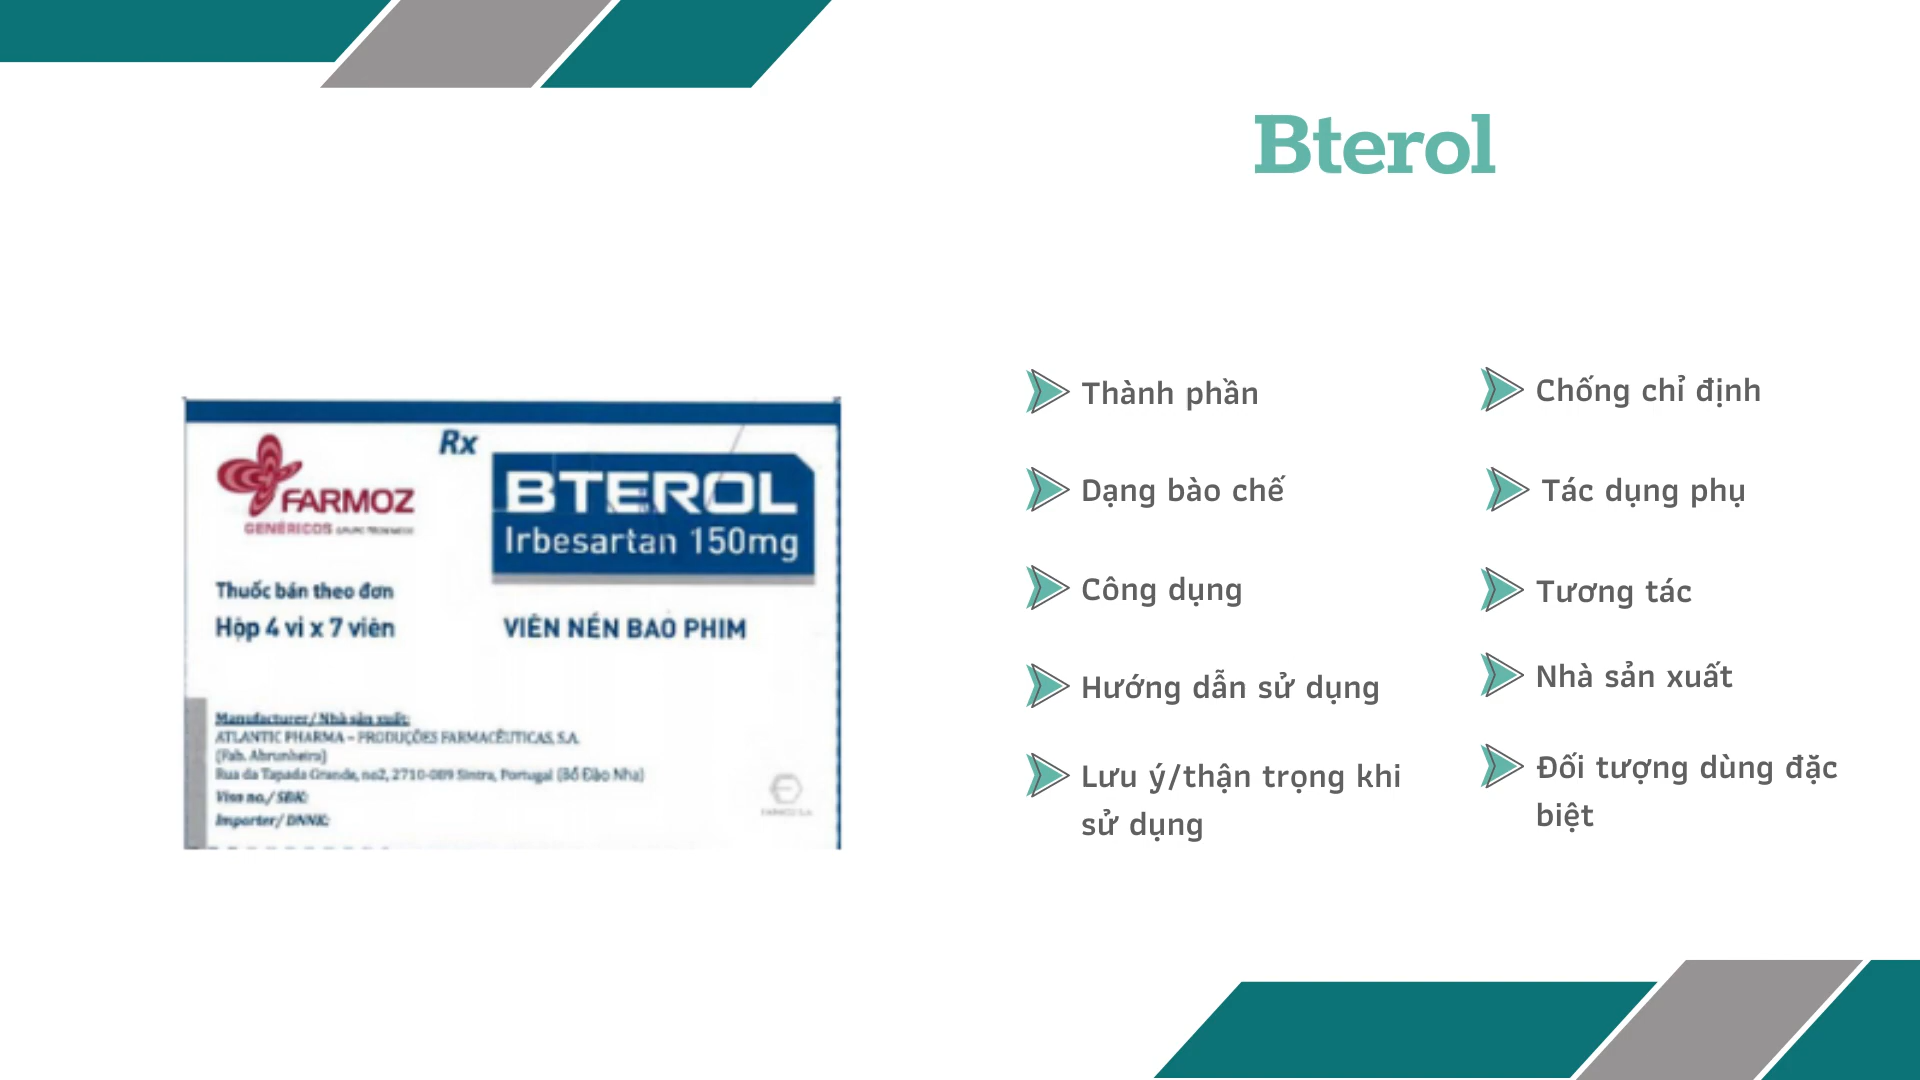 Bterol
Rx
FARMOZ
GENÉRICOS
BTEROL
Irbesartan 150mg
Thuốc bán theo đơn
Hộp 4 vỉ x 7 viên
VIÊN NÉN BAO PHIM
Manufacturer/ Nhà sản xuất:
ATLANTIC PHARMA – PRODUÇÕES FARMACÊUTICAS, S.A.
(Fab. Abrunheira)
Rua da Tapada Grande, no2, 2710-089 Sintra, Portugal (Bồ Đào Nha)
Visa no./ SĐK:
Importer/ DNNK:
Thành phần
Dạng bào chế
Công dụng
Hướng dẫn sử dụng
Lưu ý/thận trọng khi
sử dụng
Chống chỉ định
Tác dụng phụ
Tương tác
Nhà sản xuất
Đối tượng dùng đặc
biệt